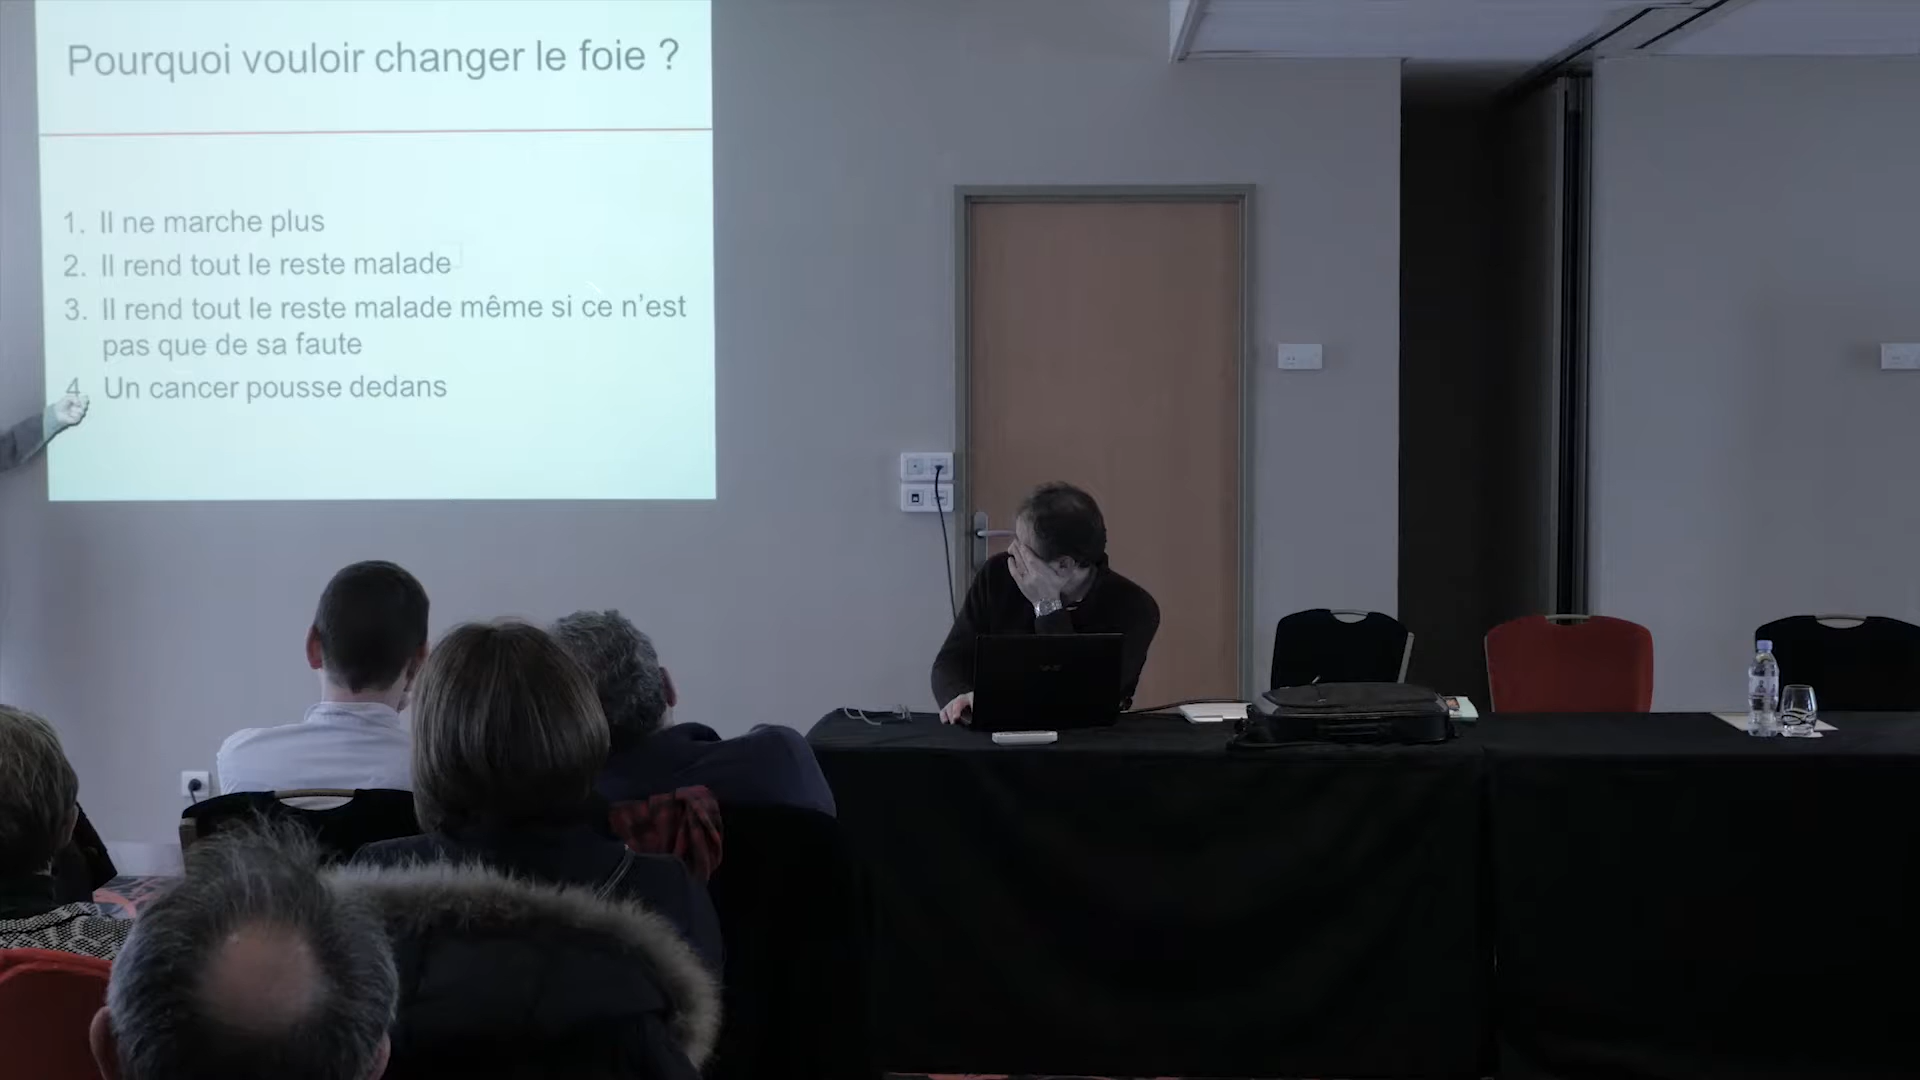 Pourquoi vouloir changer le foie ?
1. Il ne marche plus
2. Il rend tout le reste malade
3. Il rend tout le reste malade même si ce n’est
pas que de sa faute
4. Un cancer pousse dedans